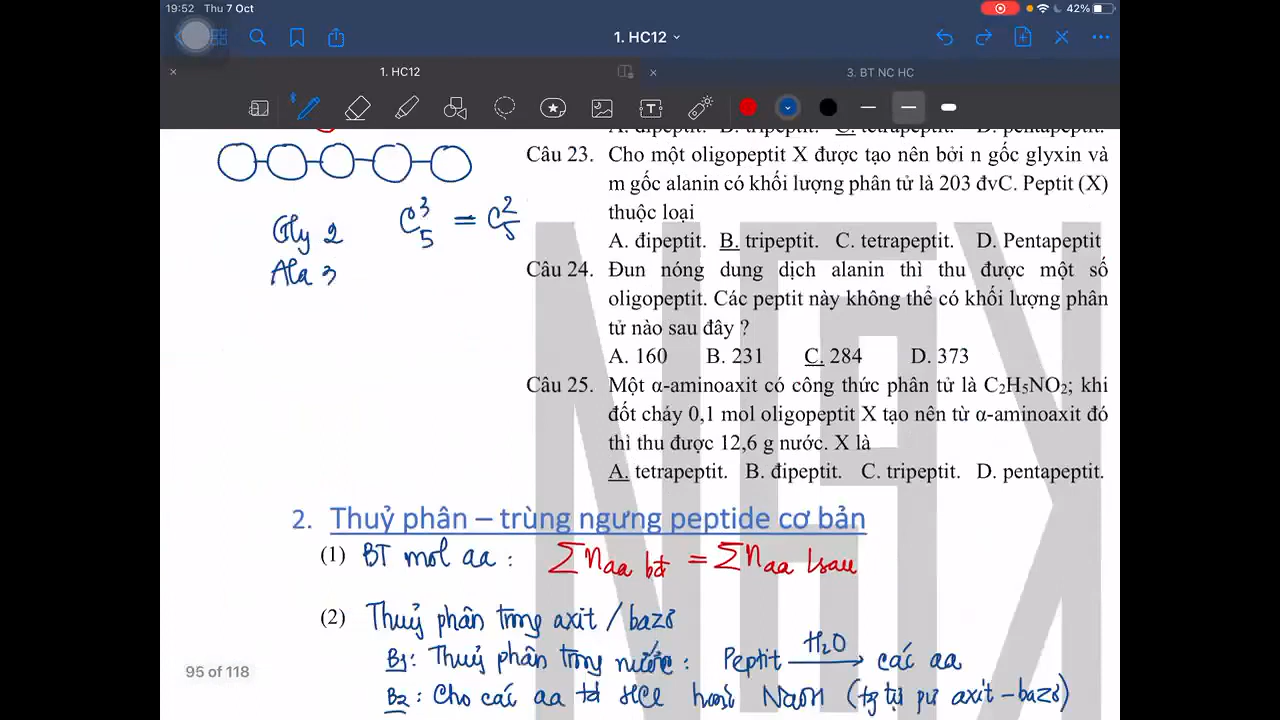 19:52 Thu 7 Oct
42%
1. HC12
1. HC12
3. BT NC HC
A. đipeptit. B. tripeptit. C. tetrapeptit. D. pentapeptit.
Câu 23. Cho một oligopeptit X được tạo nên bởi n gốc glyxin và
m gốc alanin có khối lượng phân tử là 203 đvC. Peptit (X)
thuộc loại
A. đipeptit. B. tripeptit. C. tetrapeptit. D. Pentapeptit
Gly 2
Ala 3
C³₅ = C²₅
Câu 24. Đun nóng dung dịch alanin thì thu được một số
oligopeptit. Các peptit này không thể có khối lượng phân
tử nào sau đây ?
A. 160 B. 231 C. 284 D. 373
Câu 25. Một α-aminoaxit có công thức phân tử là C₂H₅NO₂; khi
đốt cháy 0,1 mol oligopeptit X tạo nên từ α-aminoaxit đó
thì thu được 12,6 g nước. X là
A. tetrapeptit. B. đipeptit. C. tripeptit. D. pentapeptit.
2. Thuỷ phân – trùng ngưng peptide cơ bản
(1) BT mol aa : ∑n aa bđ = ∑n aa lsau
(2) Thuỷ phân trong axit / bazơ
B1: Thuỷ phân trong nước : Peptit H₂O → các aa
B2: Cho các aa td HCl hoặc NaOH (tg tự pư axit – bazơ)
95 of 118
NGK